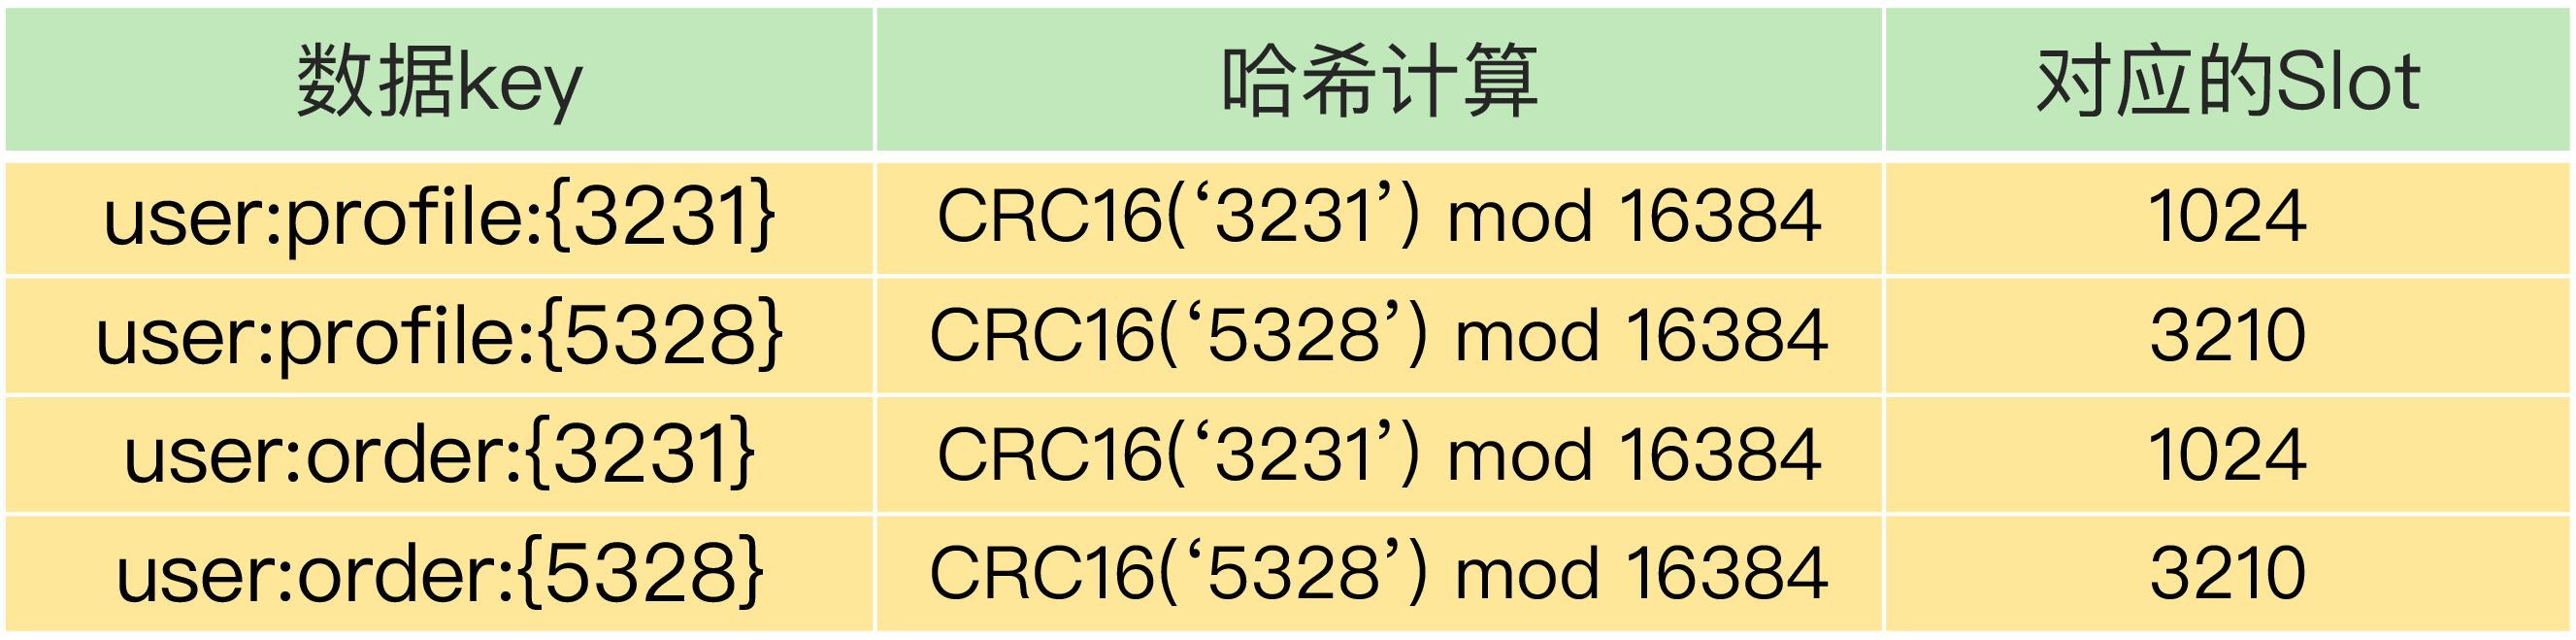 数据key 哈希计算 对应的Slot
user:profile:{3231} CRC16(‘3231’) mod 16384 1024
user:profile:{5328} CRC16(‘5328’) mod 16384 3210
user:order:{3231} CRC16(‘3231’) mod 16384 1024
user:order:{5328} CRC16(‘5328’) mod 16384 3210